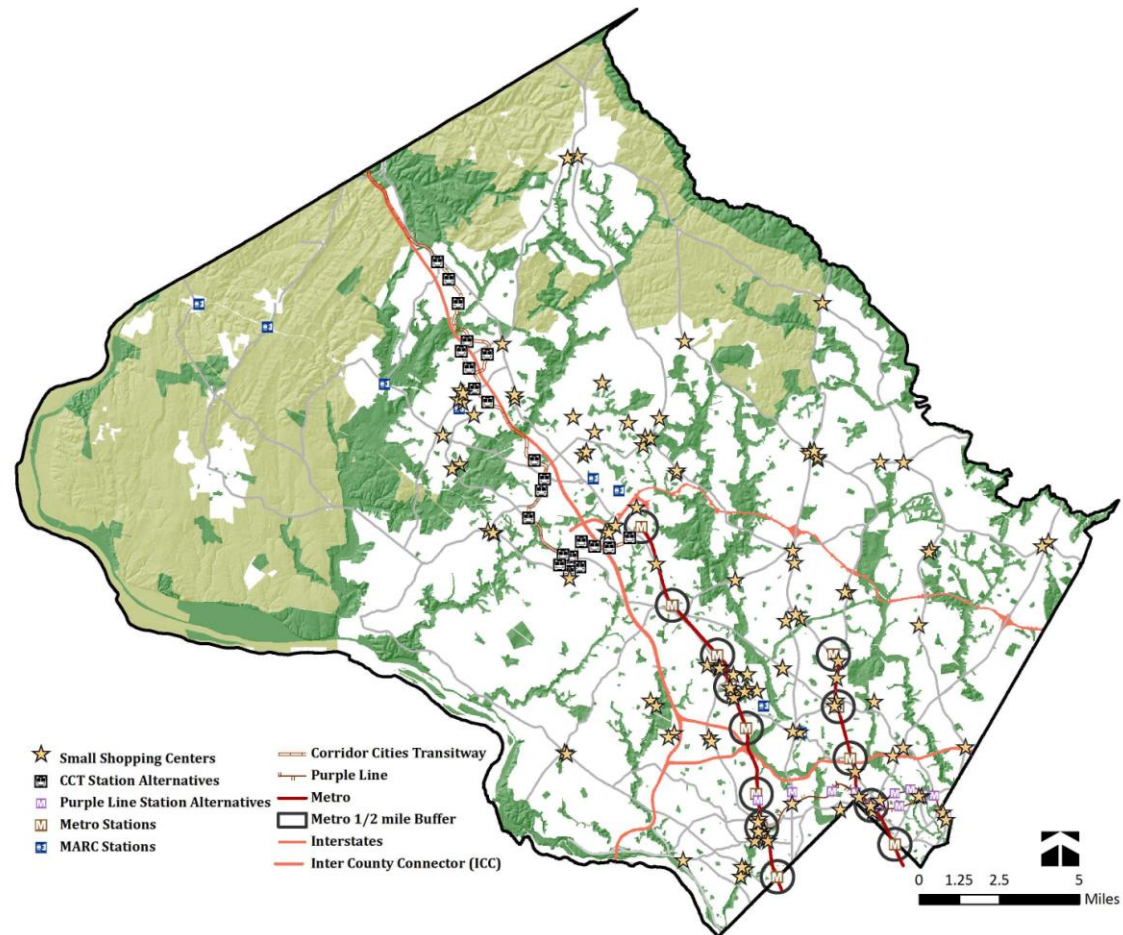 Small Shopping Centers
CCT Station Alternatives
Purple Line Station Alternatives
Metro Stations
MARC Stations
Corridor Cities Transitway
Purple Line
Metro
Metro 1/2 mile Buffer
Interstates
Inter County Connector (ICC)
0 1.25 2.5 5
Miles